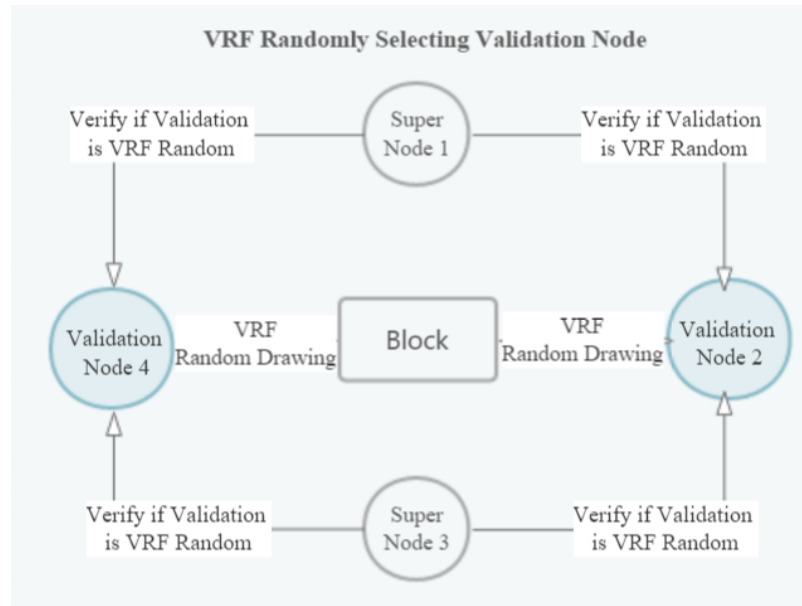 VRF Randomly Selecting Validation Node
Verify if Validation
is VRF Random
Super
Node 1
Verify if Validation
is VRF Random
Validation
Node 4
VRF
Random Drawing
Block
VRF
Random Drawing
Validation
Node 2
Verify if Validation
is VRF Random
Super
Node 3
Verify if Validation
is VRF Random